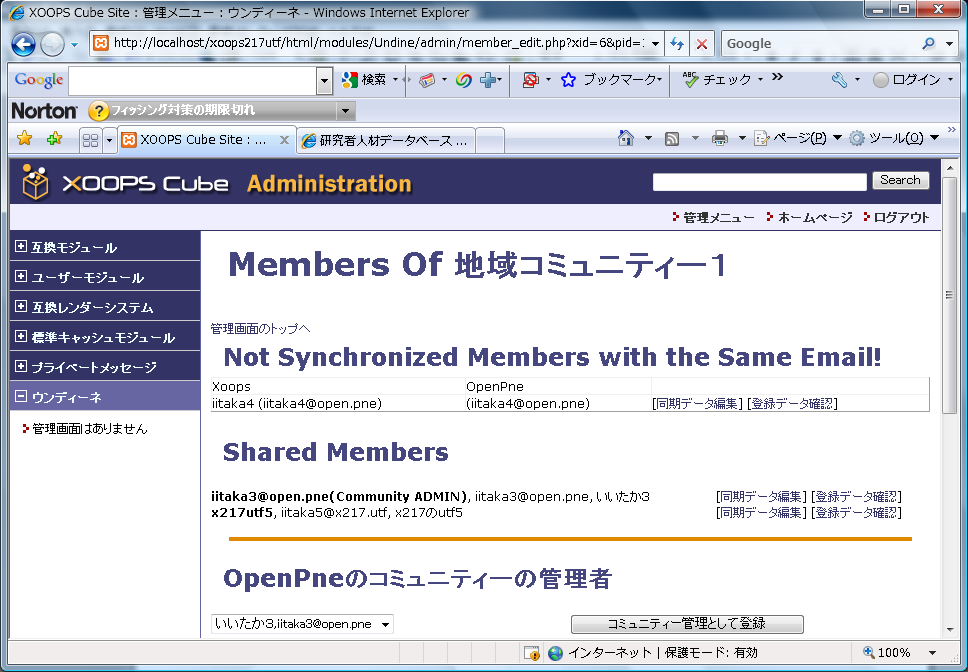 XOOPS Cube Site : 管理メニュー : ウンディーネ - Windows Internet Explorer
http://localhost/xoops217utf/html/modules/Undine/admin/member_edit.php?xid=6&pid=
Google
Google 検索 ブックマーク ABC チェック » ログイン
Norton フィッシング対策の期限切れ
XOOPS Cube Site : ... 研究者人材データベース ... ページ(P) ツール(O) »
XOOPS Cube Administration Search
管理メニュー ホームページ ログアウト
互換モジュール
ユーザーモジュール
互換レンダーシステム
標準キャッシュモジュール
プライベートメッセージ
ウンディーネ
管理画面はありません
Members Of 地域コミュニティー1
管理画面のトップへ
Not Synchronized Members with the Same Email!
Xoops OpenPne
iitaka4 (iitaka4@open.pne) (iitaka4@open.pne) [同期データ編集] [登録データ確認]
Shared Members
iitaka3@open.pne(Community ADMIN), iitaka3@open.pne, いいたか3 [同期データ編集] [登録データ確認]
x217utf5, iitaka5@x217.utf, x217のutf5 [同期データ編集] [登録データ確認]
OpenPneのコミュニティーの管理者
いいたか3,iitaka3@open.pne コミュニティー管理として登録
インターネット | 保護モード: 有効 100%